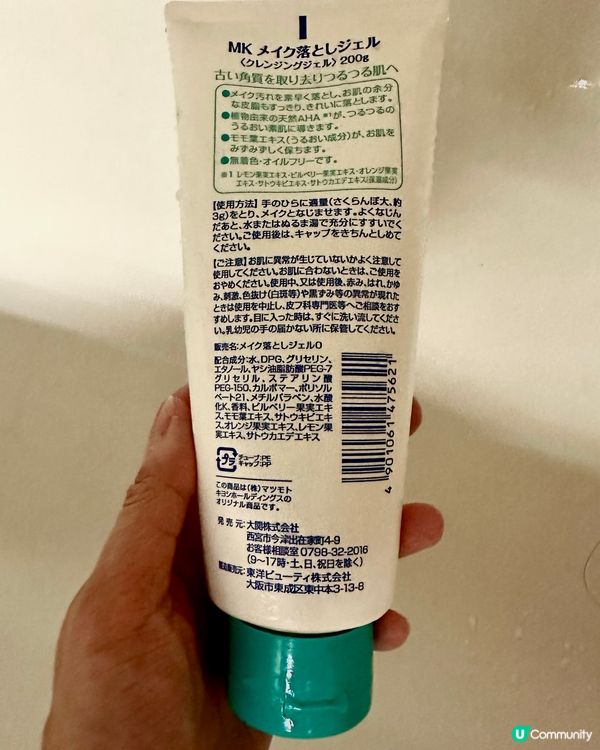 MK メイク落としジェル
〈クレンジングジェル〉200g
古い角質を取り去りつるつる肌へ
●メイク汚れを素早く落とし、お肌の余分
な皮脂もすっきり、きれいに落とします。
●植物由来の天然AHA※1が、つるつるの
うるおい素肌に導きます。
●モモ葉エキス(うるおい成分)が、お肌を
みずみずしく保ちます。
●無着色・オイルフリーです。
※1 レモン果実エキス・ビルベリー果実エキス・オレンジ果実
エキス・サトウキビエキス・サトウカエデエキス(保湿成分)
【使用方法】手のひらに適量(さくらんぼ大、約
3g)をとり、メイクとなじませます。よくなじん
だあと、水またはぬるま湯で充分にすすいでく
ださい。ご使用後は、キャップをきちんとしめて
ください。
【ご注意】お肌に異常が生じていないかよく注意して
使用してください。お肌に合わないときは、ご使用を
おやめください。使用中、又は使用後、赤み、はれ、かゆ
み、刺激、色抜け(白斑等)や黒ずみ等の異常が現れた
ときは使用を中止し、皮フ科専門医等へご相談をおす
すめします。目に入った時は、すぐに洗い流してくださ
い。乳幼児の手の届かない所に保管してください。
販売名:メイク落としジェルO
配合成分:水、DPG、グリセリン、
エタノール、ヤシ油脂肪酸PEG-7
グリセリル、ステアリン酸
PEG-150、カルボマー、ポリソル
ベート21、メチルパラベン、水酸
化K、香料、ビルベリー果実エキ
ス、モモ葉エキス、サトウキビエキ
ス、オレンジ果実エキス、レモン果
実エキス、サトウカエデエキス
プラ
チューブ:PE
キャップ:PP
4901061475621
この商品は(株)マツモト
キヨシホールディングスの
オリジナル商品です。
発売元:大関株式会社
西宮市今津出在家町4-9
お客様相談室 0798-32-2016
(9〜17時・土、日、祝日を除く)
製造販売元:東洋ビューティ株式会社
大阪市東成区東中本3-13-8
U Community